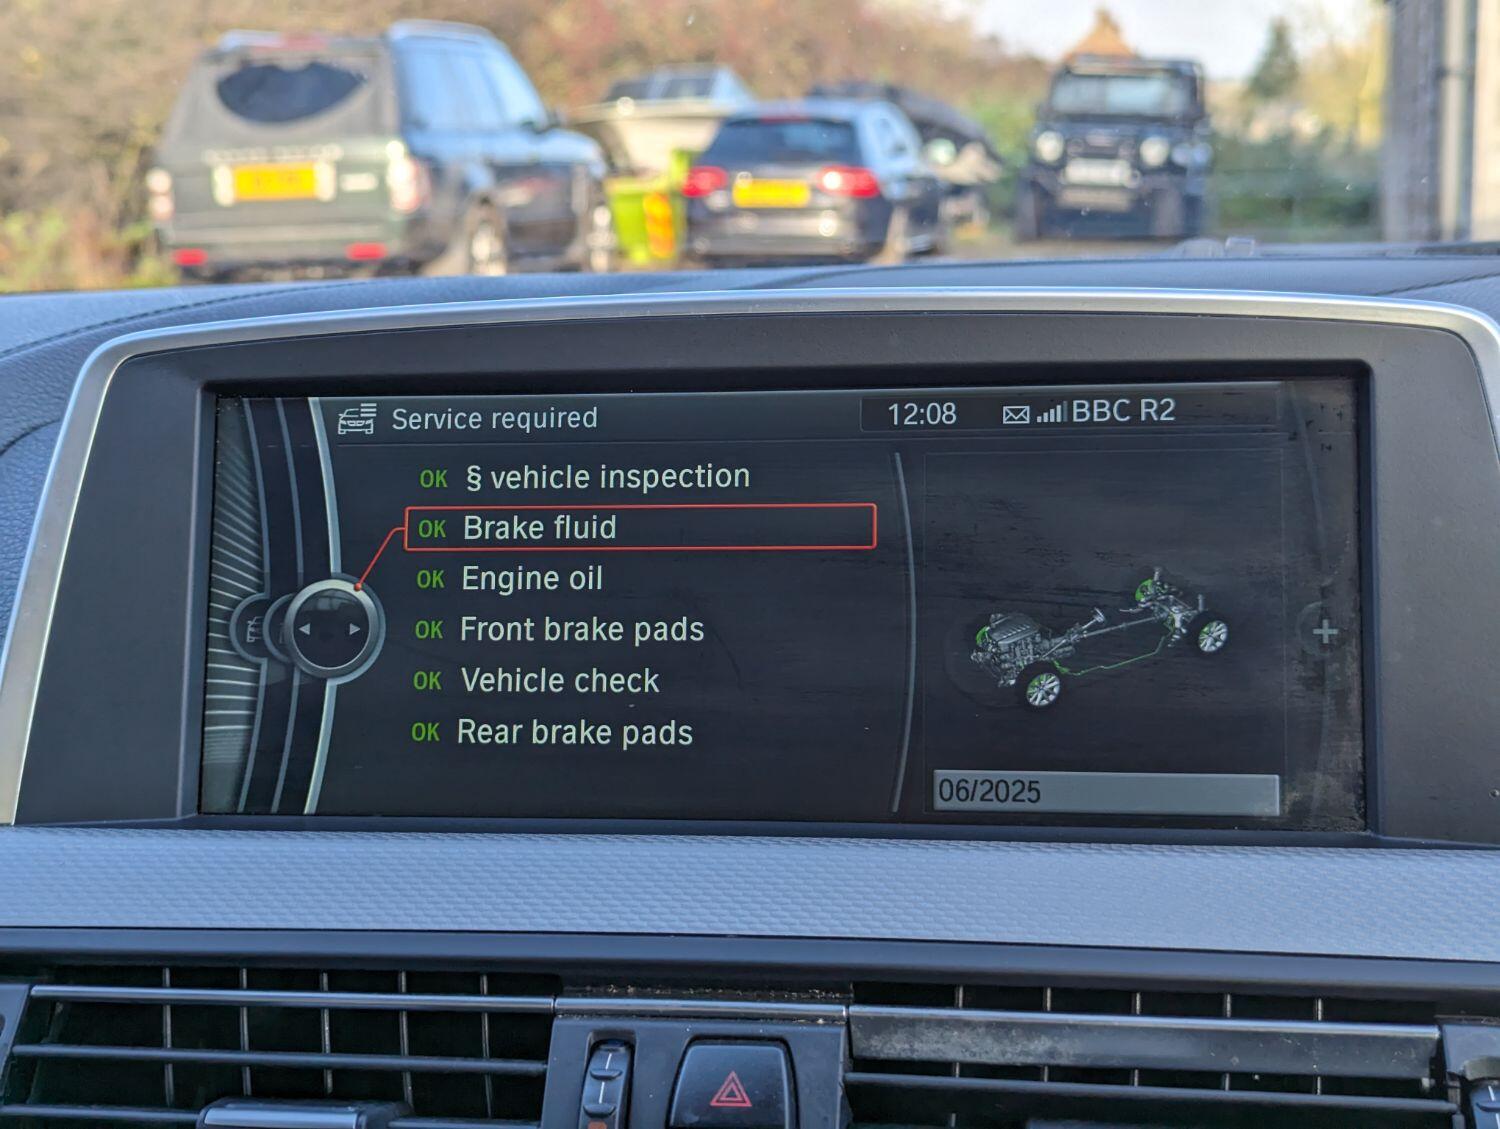 Service required
12:08
BBC R2
OK § vehicle inspection
OK Brake fluid
OK Engine oil
OK Front brake pads
OK Vehicle check
OK Rear brake pads
06/2025